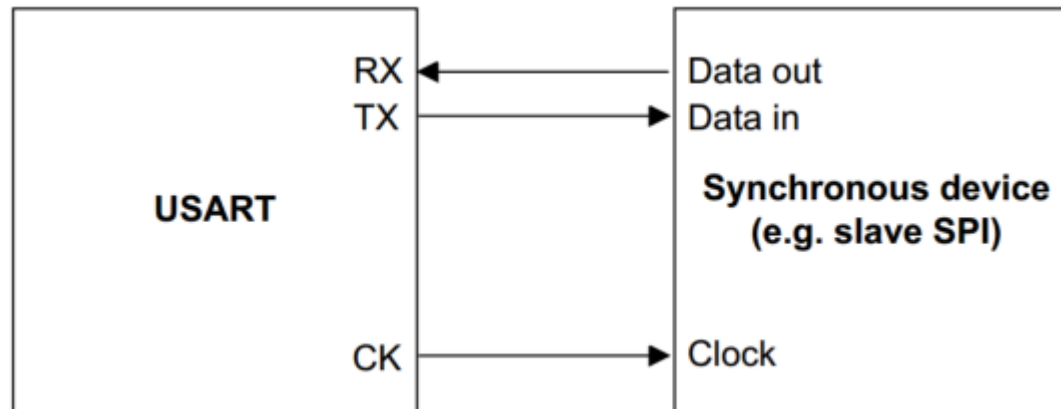 RX
Data out
TX
Data in
USART
Synchronous device
(e.g. slave SPI)
CK
Clock